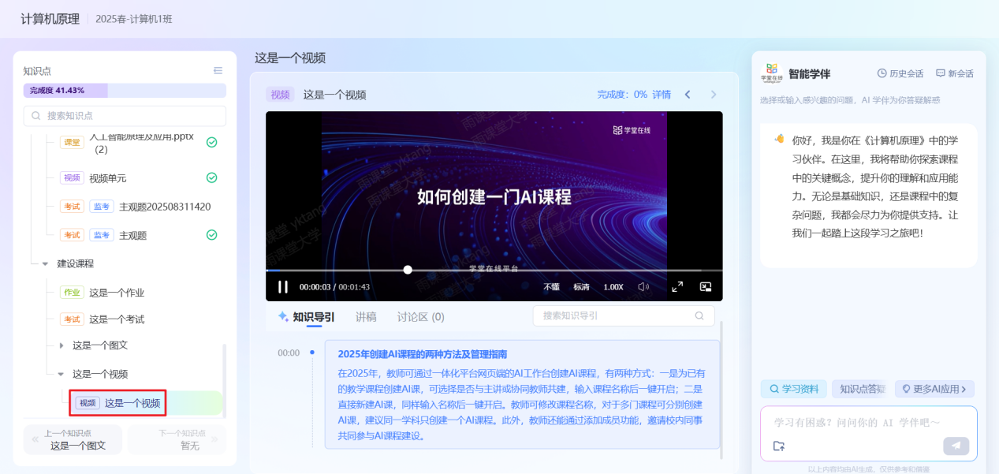 计算机原理
2025春-计算机1班
知识点
完成度 41.43%
搜索知识点
课堂 人工智能原理及应用.pptx
(2)
视频 视频单元
考试 监考 主观题202508311420
考试 监考 主观题
建设课程
作业 这是一个作业
考试 这是一个考试
这是一个图文
这是一个视频
视频 这是一个视频
上一个知识点
这是一个图文
下一个知识点
暂无
这是一个视频
视频 这是一个视频
完成度：0% 详情
学堂在线
如何创建一门AI课程
学堂在线平台
雨课堂 yktang
雨课堂大学
00:00:03 / 00:01:43
不懂 标清 1.00X
知识导引 讲稿 讨论区 (0)
搜索知识导引
00:00
2025年创建AI课程的两种方法及管理指南
在2025年，教师可通过一体化平台网页端的AI工作台创建AI课程，有两种方式：一是为已有
的教学课程创建AI课，可选择是否与主讲或协同教师共建，输入课程名称后一键开启；二是
直接新建AI课，同样输入名称后一键开启。教师可修改课程名称，对于多门课程可分别创建
AI课，建议同一学科只创建一个AI课程。此外，教师还能通过添加成员功能，邀请校内同事
共同参与AI课程建设。
学堂在线
智能学伴
历史会话
新会话
选择或输入感兴趣的问题，AI 学伴为你答疑解惑
你好，我是你在《计算机原理》中的学
习伙伴。在这里，我将帮助你探索课程
中的关键概念，提升你的理解和应用能
力。无论是基础知识，还是课程中的复
杂问题，我都会尽力为你提供支持。让
我们一起踏上这段学习之旅吧！
学习资料
知识点答疑
更多AI应用
学习有困惑？问问你的 AI 学伴吧～
以上内容均由AI生成，仅供参考和借鉴